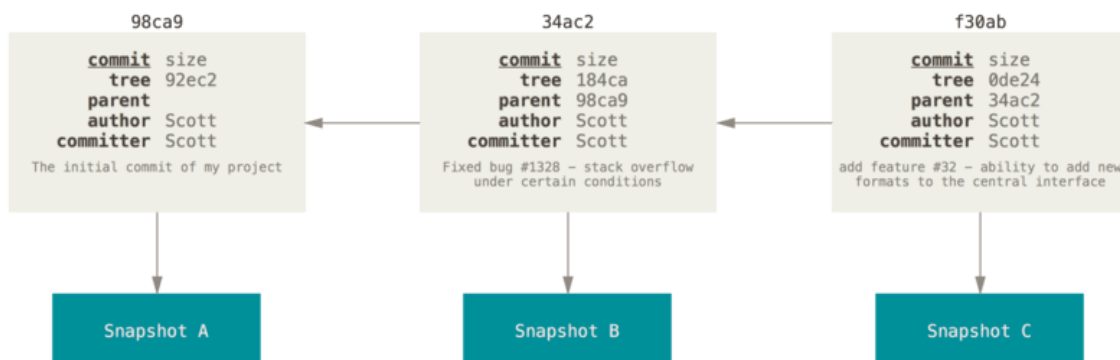 98ca9
commit size
tree 92ec2
parent
author Scott
committer Scott
The initial commit of my project
Snapshot A
34ac2
commit size
tree 184ca
parent 98ca9
author Scott
committer Scott
Fixed bug #1328 – stack overflow
under certain conditions
Snapshot B
f30ab
commit size
tree 0de24
parent 34ac2
author Scott
committer Scott
add feature #32 – ability to add new
formats to the central interface
Snapshot C